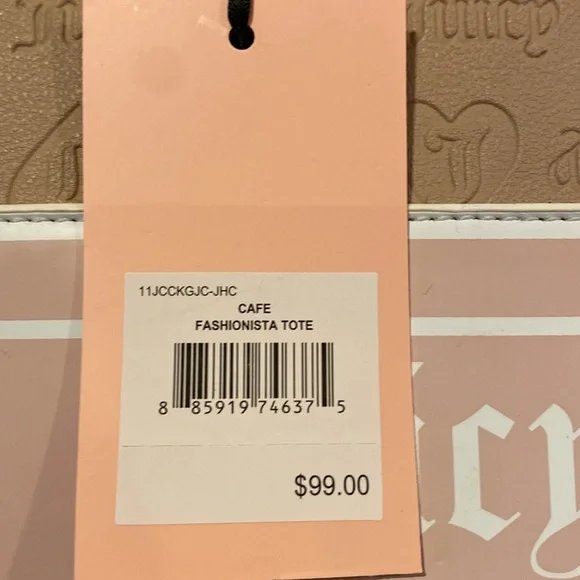 11JCCKGJC-JHC
CAFE
FASHIONISTA TOTE
8 85919 74637 5
$99.00